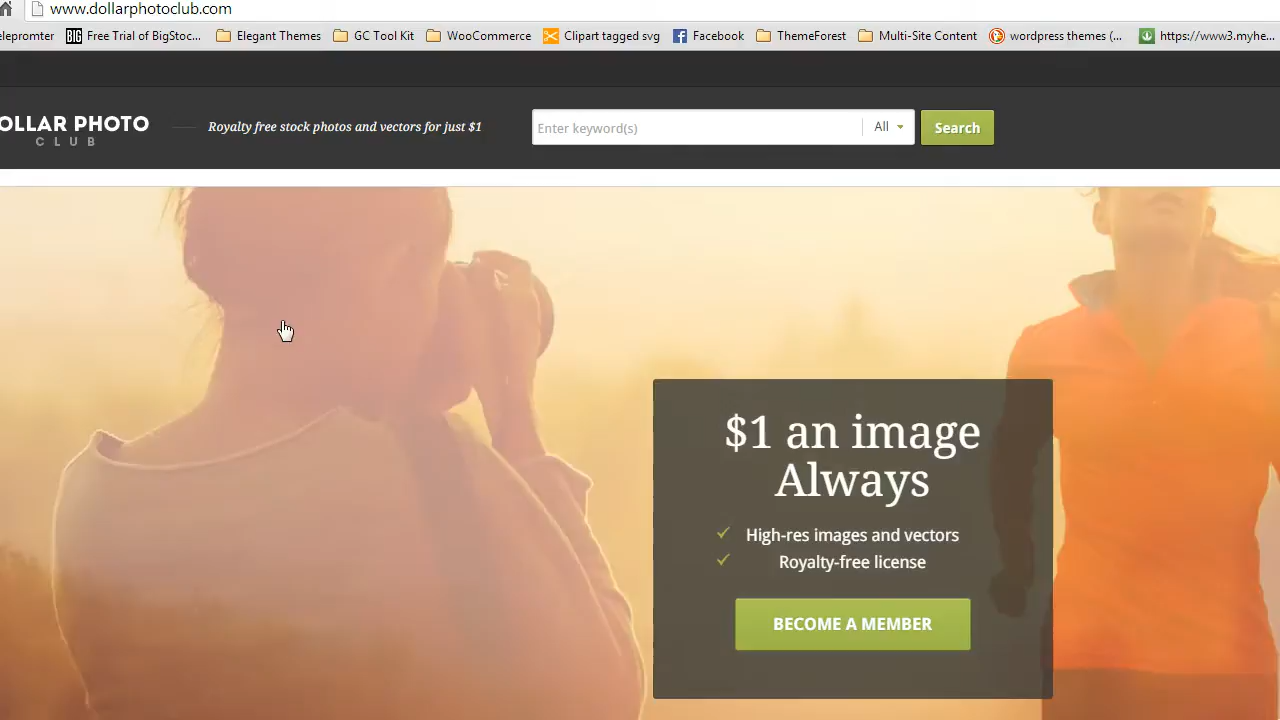 www.dollarphotoclub.com
elepromter BIG Free Trial of BigStoc... Elegant Themes GC Tool Kit WooCommerce Clipart tagged svg Facebook ThemeForest Multi-Site Content wordpress themes (... https://www3.myhe...
OLLAR PHOTO
CLUB
Royalty free stock photos and vectors for just $1
Enter keyword(s) All Search
$1 an image
Always
High-res images and vectors
Royalty-free license
BECOME A MEMBER